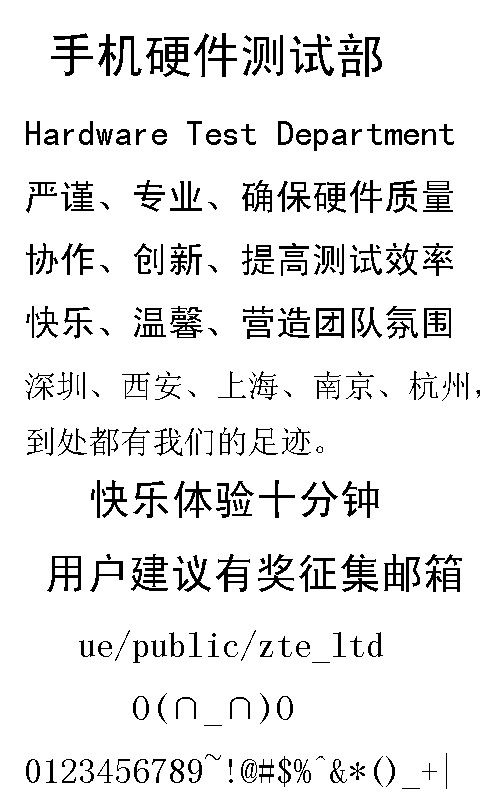 手机硬件测试部
Hardware Test Department
严谨、专业、确保硬件质量
协作、创新、提高测试效率
快乐、温馨、营造团队氛围
深圳、西安、上海、南京、杭州，
到处都有我们的足迹。
快乐体验十分钟
用户建议有奖征集邮箱
ue/public/zte_ltd
O(∩_∩)O
0123456789~!@#$%^&*()_+|